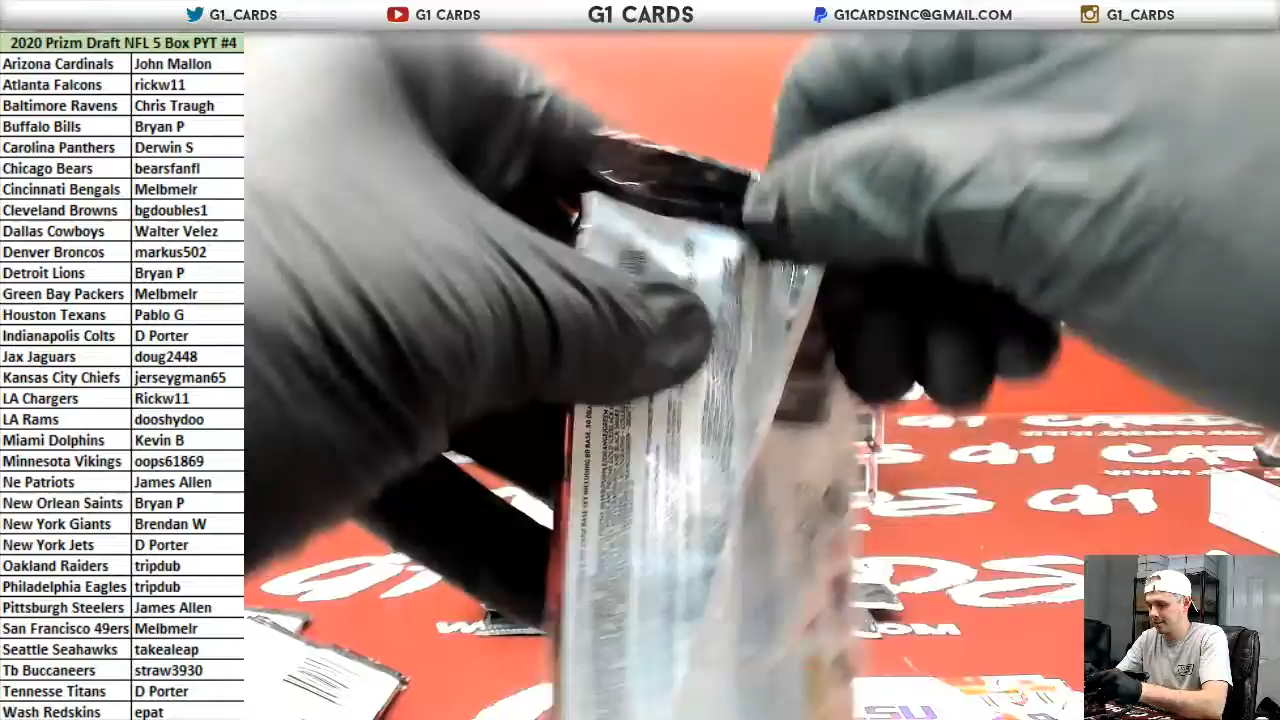 G1_CARDS G1 CARDS G1 CARDS G1CARDSINC@GMAIL.COM G1_CARDS
2020 Prizm Draft NFL 5 Box PYT #4
Arizona Cardinals John Mallon
Atlanta Falcons rickw11
Baltimore Ravens Chris Traugh
Buffalo Bills Bryan P
Carolina Panthers Derwin S
Chicago Bears bearsfanfl
Cincinnati Bengals Melbmelr
Cleveland Browns bgdoubles1
Dallas Cowboys Walter Velez
Denver Broncos markus502
Detroit Lions Bryan P
Green Bay Packers Melbmelr
Houston Texans Pablo G
Indianapolis Colts D Porter
Jax Jaguars doug2448
Kansas City Chiefs jerseygman65
LA Chargers Rickw11
LA Rams dooshydoo
Miami Dolphins Kevin B
Minnesota Vikings oops61869
Ne Patriots James Allen
New Orlean Saints Bryan P
New York Giants Brendan W
New York Jets D Porter
Oakland Raiders tripdub
Philadelphia Eagles tripdub
Pittsburgh Steelers James Allen
San Francisco 49ers Melbmelr
Seattle Seahawks takealeap
Tb Buccaneers straw3930
Tennesse Titans D Porter
Wash Redskins epat